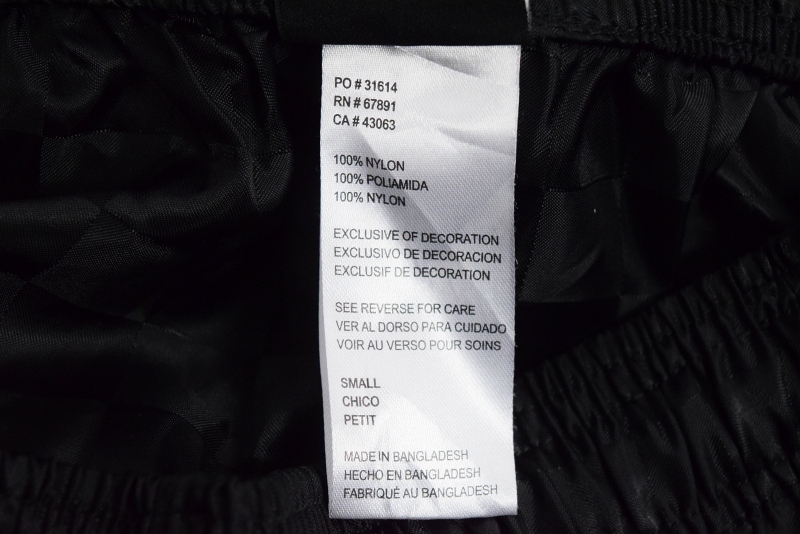 PO # 31614
RN # 67891
CA # 43063
100% NYLON
100% POLIAMIDA
100% NYLON
EXCLUSIVE OF DECORATION
EXCLUSIVO DE DECORACION
EXCLUSIF DE DECORATION
SEE REVERSE FOR CARE
VER AL DORSO PARA CUIDADO
VOIR AU VERSO POUR SOINS
SMALL
CHICO
PETIT
MADE IN BANGLADESH
HECHO EN BANGLADESH
FABRIQUÉ AU BANGLADESH